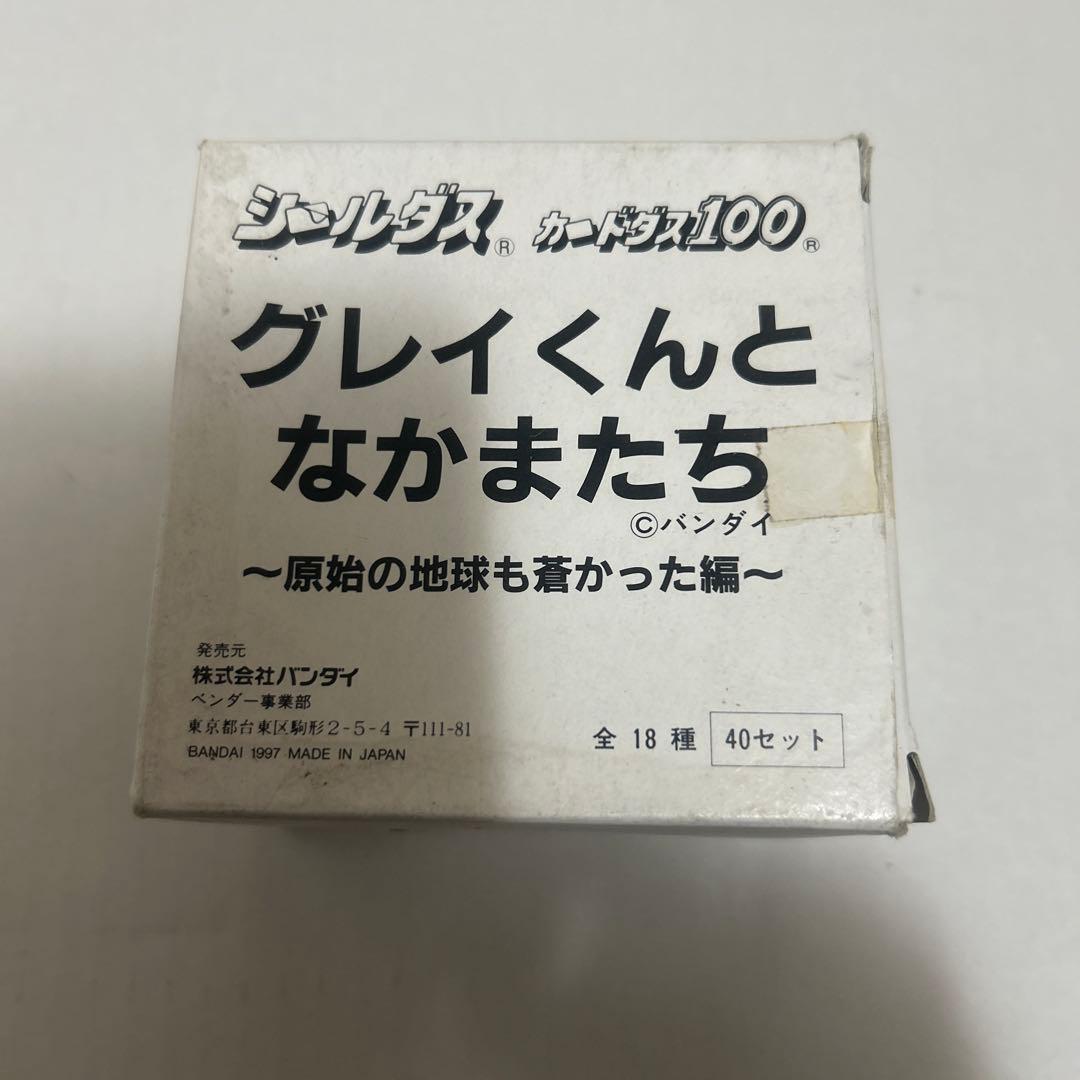 シールダス® カードダス100®
グレイくんと
なかまたち
©バンダイ
～原始の地球も蒼かった編～
発売元
株式会社バンダイ
ベンダー事業部
東京都台東区駒形2-5-4 〒111-81
BANDAI 1997 MADE IN JAPAN
全 18 種 40セット